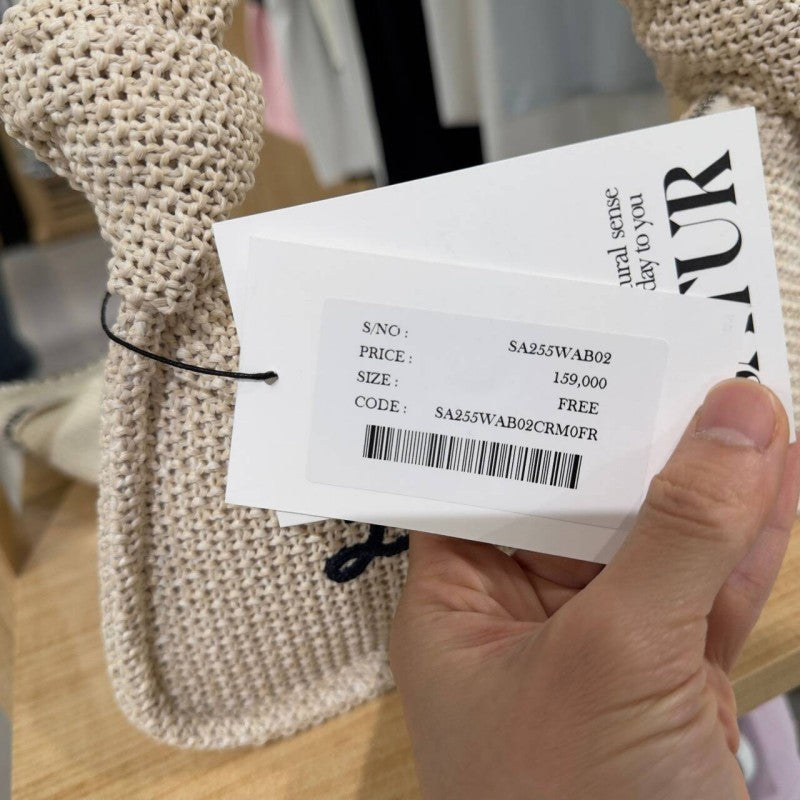 S/NO :
SA255WAB02
PRICE :
159,000
SIZE :
FREE
CODE :
SA255WAB02CRM0FR
sense
day to you